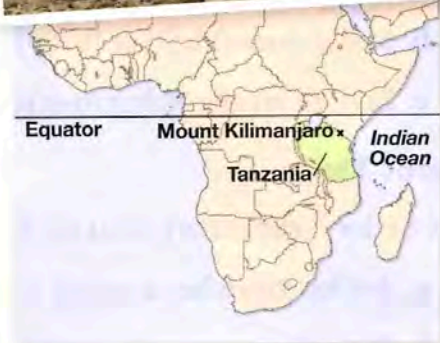 Equator
Mount Kilimanjaro
Indian
Ocean
Tanzania